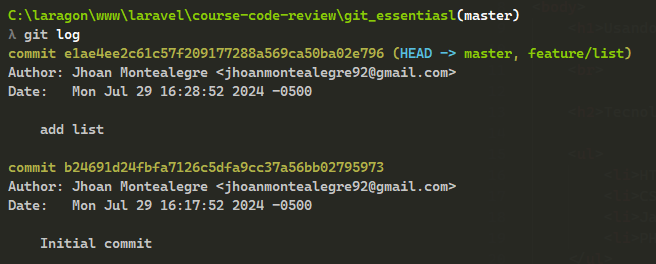 C:\laragon\www\laravel\course-code-review\git_essentiasl(master)
λ git log
commit e1ae4ee2c61c57f209177288a569ca50ba02e796 (HEAD -> master, feature/list)
Author: Jhoan Montealegre <jhoanmontealegre92@gmail.com>
Date:   Mon Jul 29 16:28:52 2024 -0500
    add list
commit b24691d24fbfa7126c5dfa9cc37a56bb02795973
Author: Jhoan Montealegre <jhoanmontealegre92@gmail.com>
Date:   Mon Jul 29 16:17:52 2024 -0500
    Initial commit